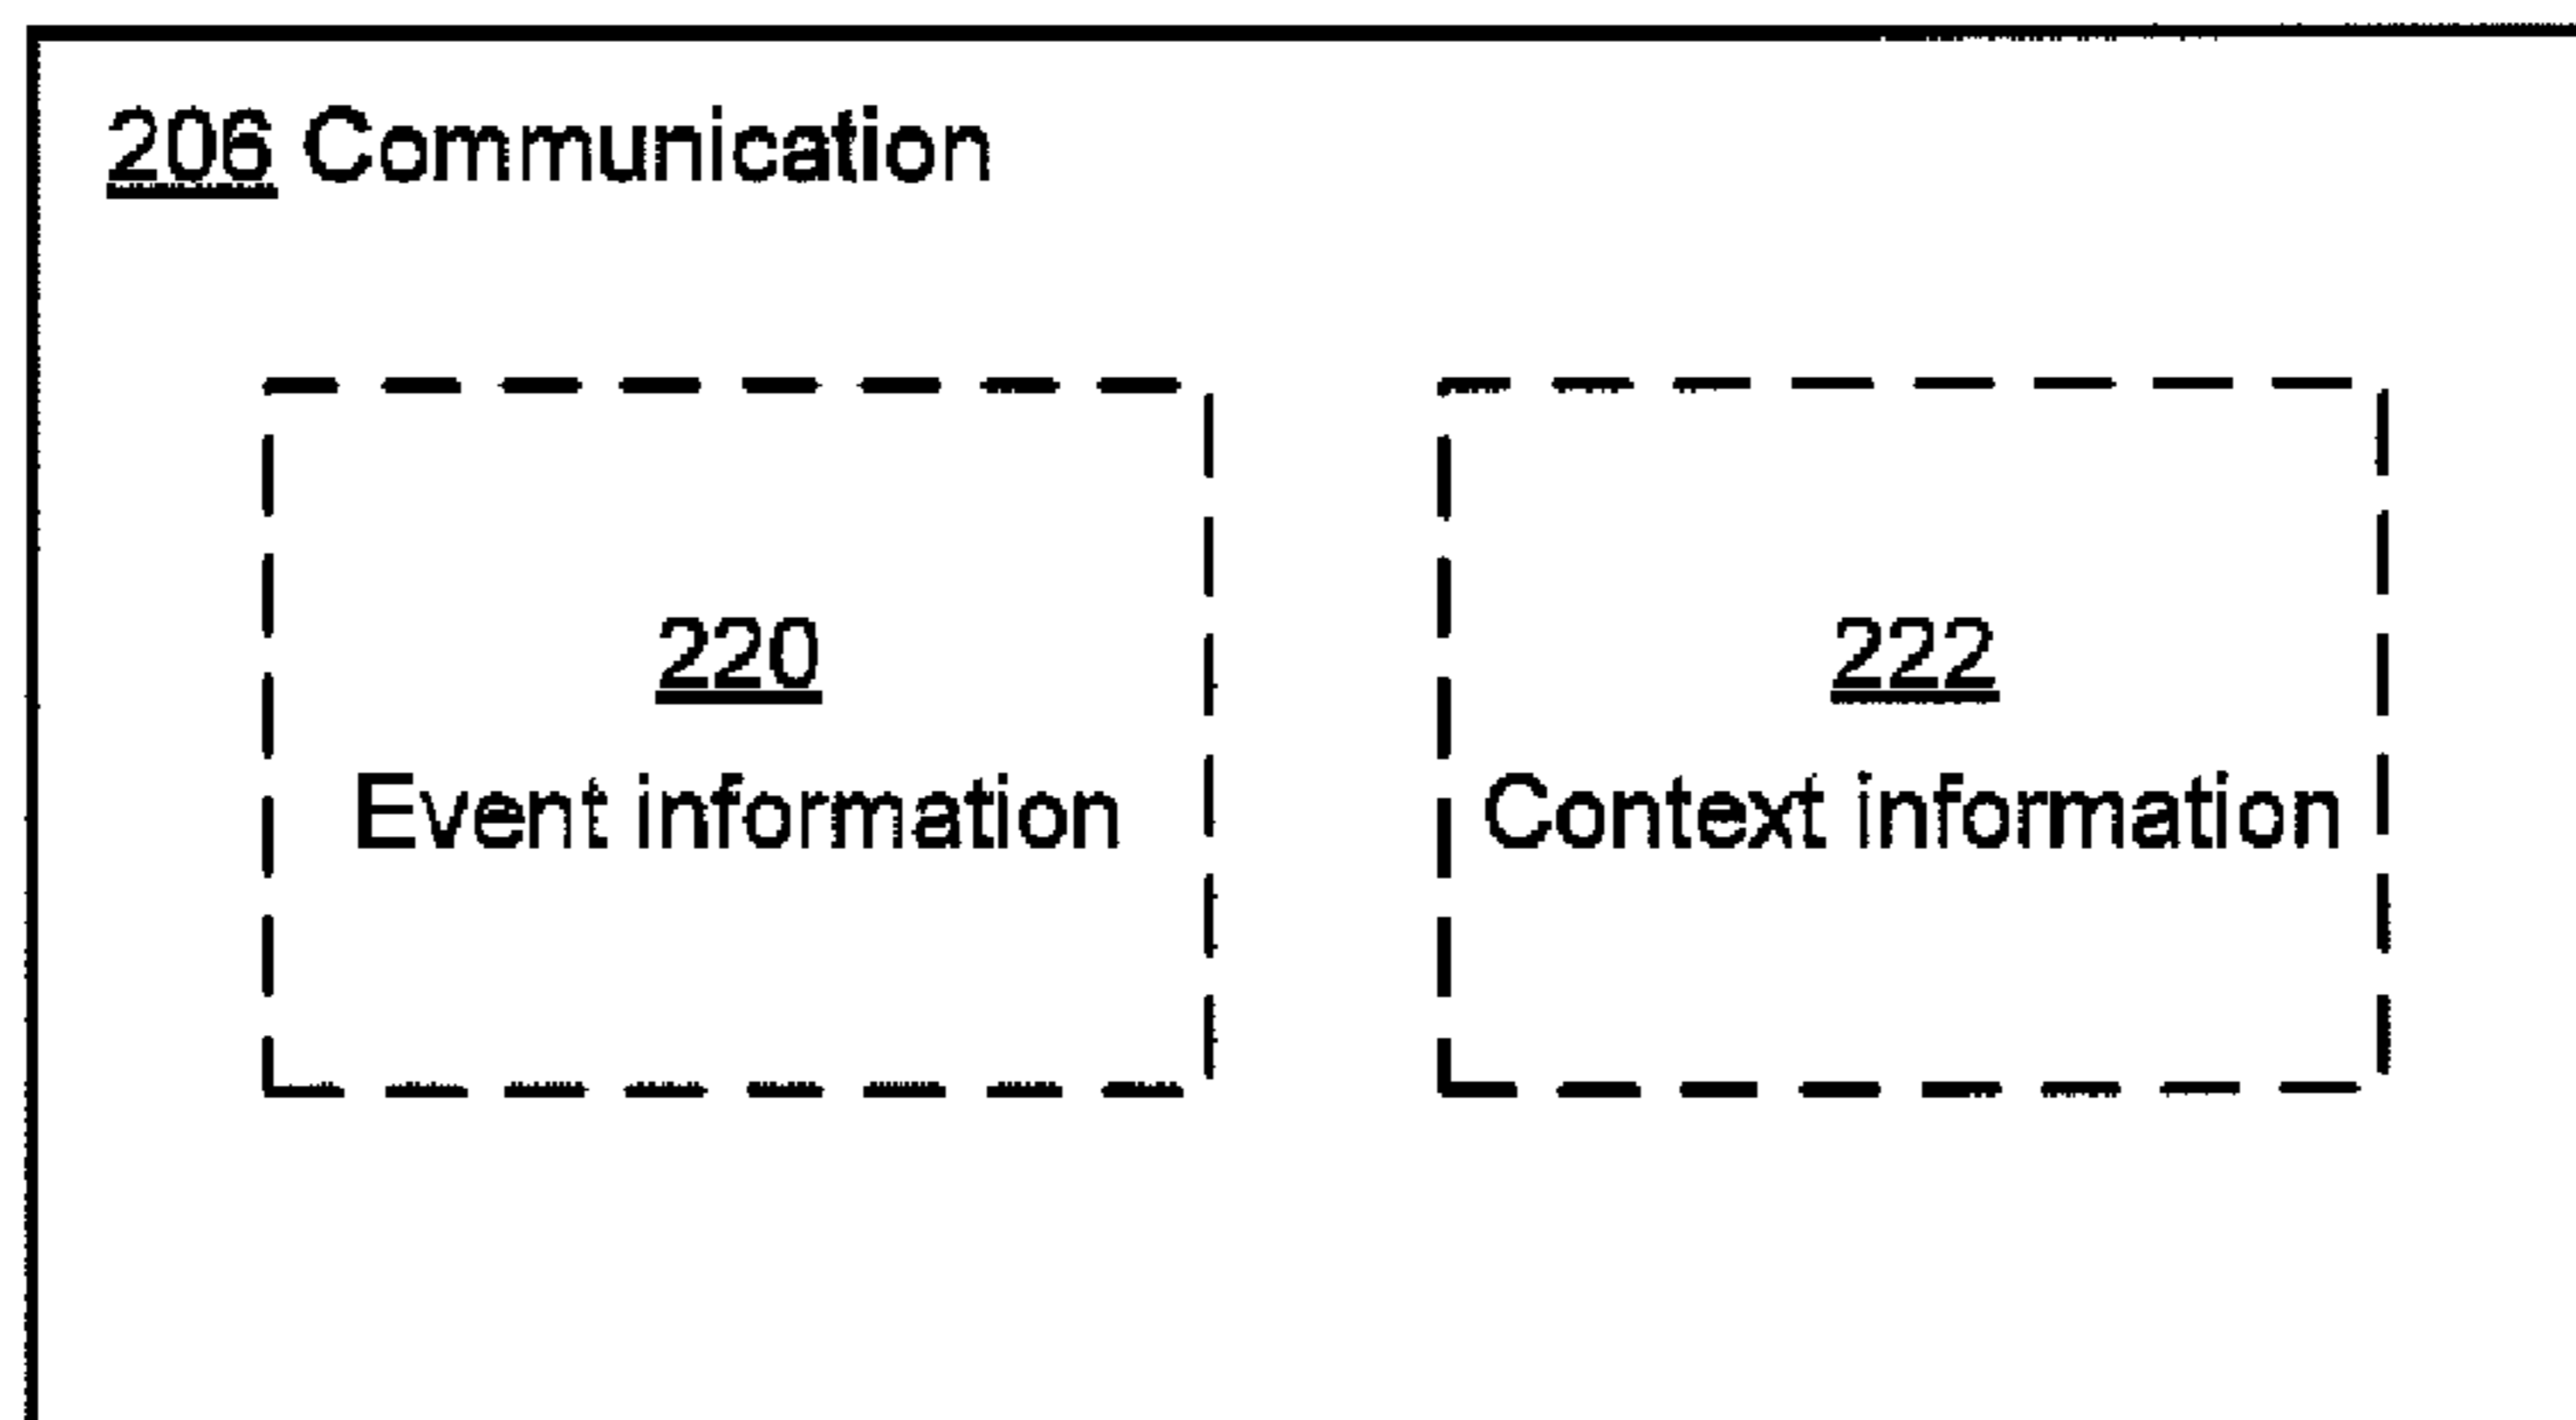 206 Communication
220
Event information
222
Context information